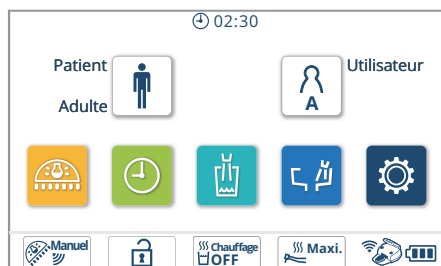 02:30
Patient
Utilisateur
Adulte
A
Manuel
Chauffage
OFF
Maxi.